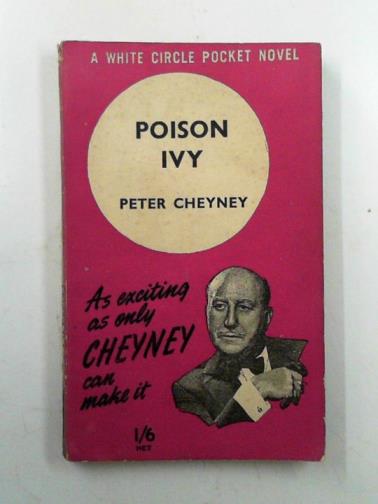 A WHITE CIRCLE POCKET NOVEL
POISON
IVY
PETER CHEYNEY
As exciting
as only
CHEYNEY
can
make it
1/6
NET